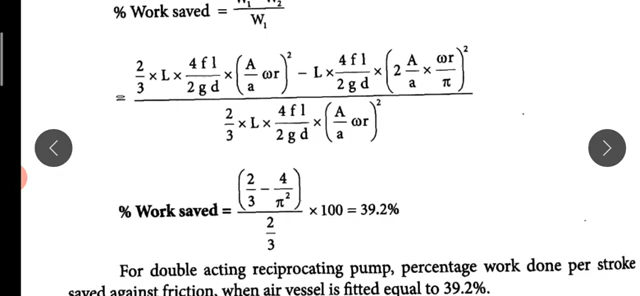 % Work saved = W₁ − W₂ / W₁
= (2/3 × L × 4 f l / 2 g d × (A/a ωr)² − L × 4 f l / 2 g d × (2 A/a × ωr/π)²) / (2/3 × L × 4 f l / 2 g d × (A/a ωr)²)
% Work saved = (2/3 − 4/π²) / (2/3) × 100 = 39.2%
For double acting reciprocating pump, percentage work done per stroke
saved against friction, when air vessel is fitted equal to 39.2%.